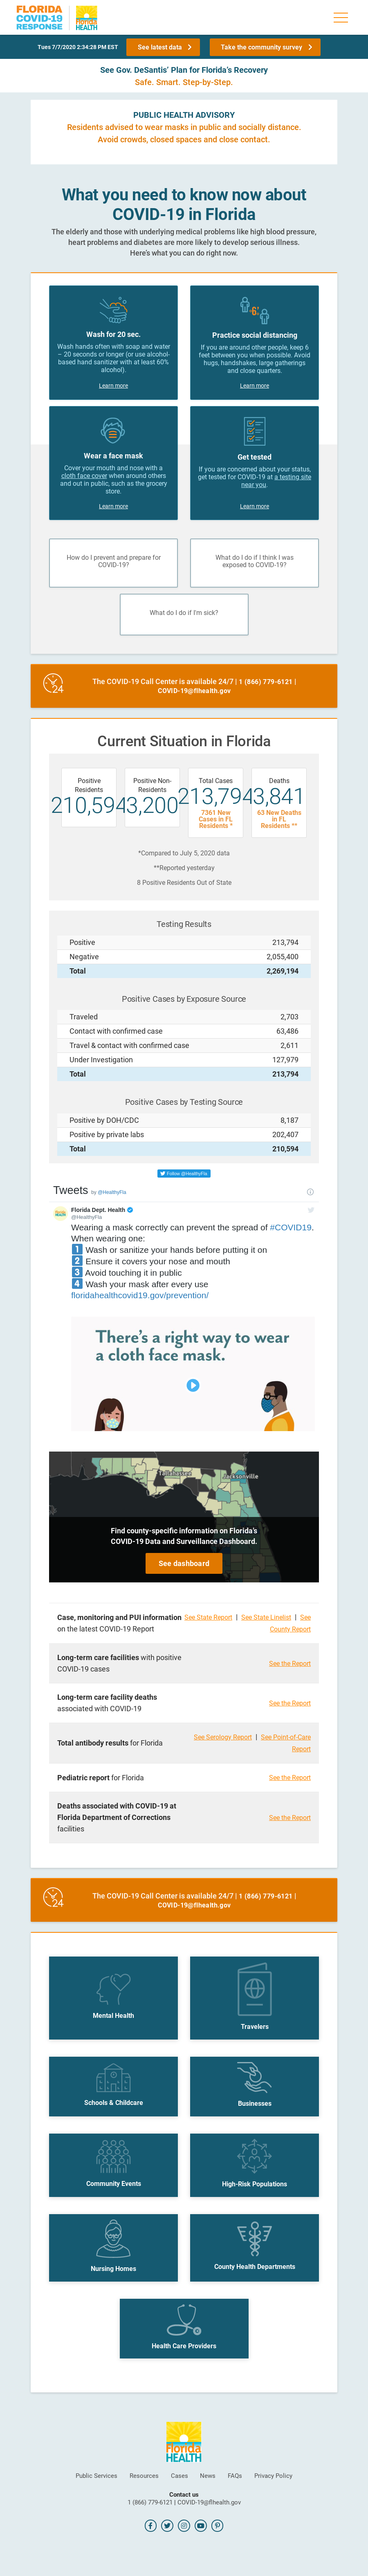 FLORIDA
COVID-19
RESPONSE
Florida
HEALTH
Tues 7/7/2020 2:34:28 PM EST
See latest data
Take the community survey
See Gov. DeSantis’ Plan for Florida’s Recovery
Safe. Smart. Step-by-Step.
PUBLIC HEALTH ADVISORY
Residents advised to wear masks in public and socially distance.
Avoid crowds, closed spaces and close contact.
What you need to know now about
COVID-19 in Florida
The elderly and those with underlying medical problems like high blood pressure,
heart problems and diabetes are more likely to develop serious illness.
Here's what you can do right now.
Wash for 20 sec.
Wash hands often with soap and water
– 20 seconds or longer (or use alcohol-
based hand sanitizer with at least 60%
alcohol).
Learn more
Practice social distancing
If you are around other people, keep 6
feet between you when possible. Avoid
hugs, handshakes, large gatherings
and close quarters.
Learn more
Wear a face mask
Cover your mouth and nose with a
cloth face cover when around others
and out in public, such as the grocery
store.
Learn more
Get tested
If you are concerned about your status,
get tested for COVID-19 at a testing site
near you.
Learn more
How do I prevent and prepare for
COVID-19?
What do I do if I think I was
exposed to COVID-19?
What do I do if I'm sick?
24
The COVID-19 Call Center is available 24/7 | 1 (866) 779-6121 |
COVID-19@flhealth.gov
Current Situation in Florida
Positive
Residents
210,594
Positive Non-
Residents
3,200
Total Cases
213,794
7361 New
Cases in FL
Residents *
Deaths
3,841
63 New Deaths
in FL
Residents **
*Compared to July 5, 2020 data
**Reported yesterday
8 Positive Residents Out of State
Testing Results
Positive 213,794
Negative 2,055,400
Total 2,269,194
Positive Cases by Exposure Source
Traveled 2,703
Contact with confirmed case 63,486
Travel & contact with confirmed case 2,611
Under Investigation 127,979
Total 213,794
Positive Cases by Testing Source
Positive by DOH/CDC 8,187
Positive by private labs 202,407
Total 210,594
Follow @HealthyFla
Tweets by @HealthyFla
Florida Dept. Health
@HealthyFla
Wearing a mask correctly can prevent the spread of #COVID19.
When wearing one:
1 Wash or sanitize your hands before putting it on
2 Ensure it covers your nose and mouth
3 Avoid touching it in public
4 Wash your mask after every use
floridahealthcovid19.gov/prevention/
There's a right way to wear
a cloth face mask.
Tallahassee
Jacksonville
Find county-specific information on Florida’s
COVID-19 Data and Surveillance Dashboard.
See dashboard
Case, monitoring and PUI information
on the latest COVID-19 Report
See State Report | See State Linelist | See
County Report
Long-term care facilities with positive
COVID-19 cases
See the Report
Long-term care facility deaths
associated with COVID-19
See the Report
Total antibody results for Florida
See Serology Report | See Point-of-Care
Report
Pediatric report for Florida
See the Report
Deaths associated with COVID-19 at
Florida Department of Corrections
facilities
See the Report
24
The COVID-19 Call Center is available 24/7 | 1 (866) 779-6121 |
COVID-19@flhealth.gov
Mental Health
Travelers
Schools & Childcare
Businesses
Community Events
High-Risk Populations
Nursing Homes
County Health Departments
Health Care Providers
Florida
HEALTH
Public Services Resources Cases News FAQs Privacy Policy
Contact us
1 (866) 779-6121 | COVID-19@flhealth.gov